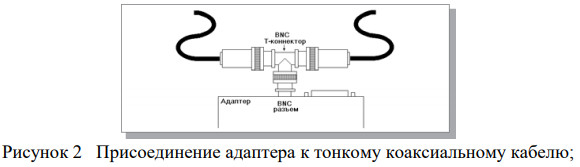 BNC
Т-коннектор
Адаптер
BNC
разъем
Рисунок 2 Присоединение адаптера к тонкому коаксиальному кабелю;